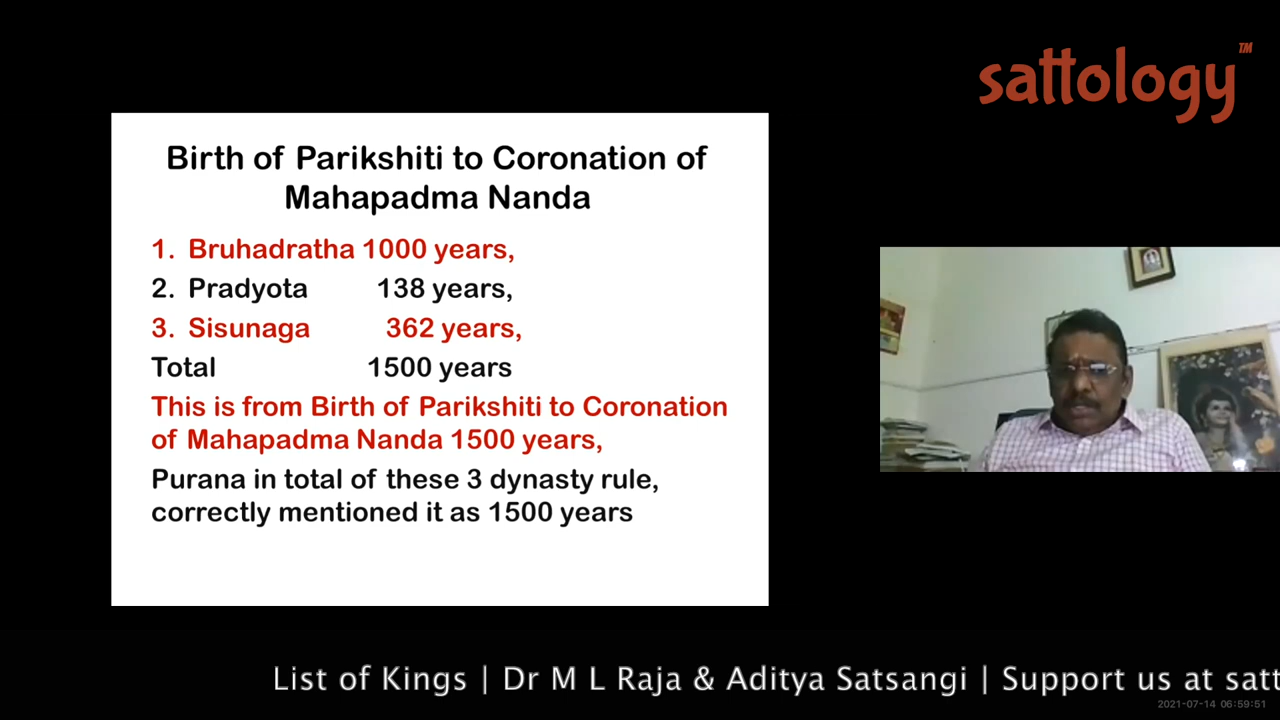 sattology™
Birth of Parikshiti to Coronation of
Mahapadma Nanda
1. Bruhadratha 1000 years,
2. Pradyota 138 years,
3. Sisunaga 362 years,
Total 1500 years
This is from Birth of Parikshiti to Coronation
of Mahapadma Nanda 1500 years,
Purana in total of these 3 dynasty rule,
correctly mentioned it as 1500 years
List of Kings | Dr M L Raja & Aditya Satsangi | Support us at satt
2021-07-14 06:59:51